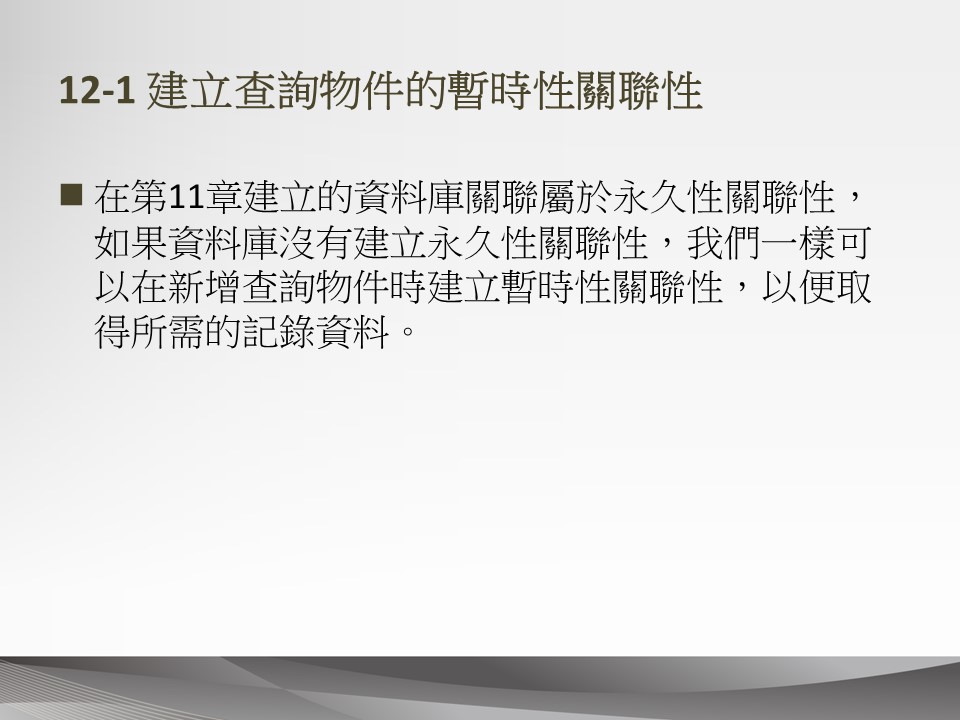 12-1 建立查詢物件的暫時性關聯性
在第11章建立的資料庫關聯屬於永久性關聯性，
如果資料庫沒有建立永久性關聯性，我們一樣可
以在新增查詢物件時建立暫時性關聯性，以便取
得所需的記錄資料。